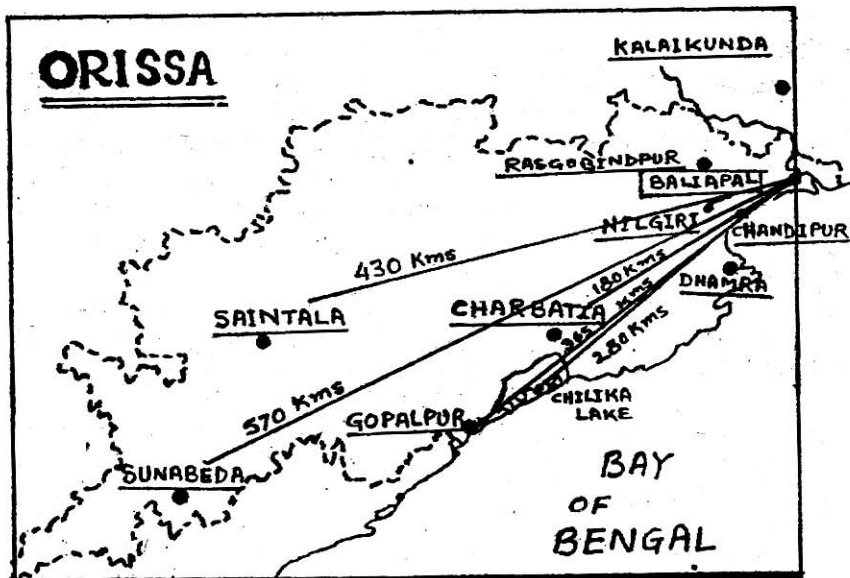 ORISSA
KALAIKUNDA
RASGOBINDPUR
BALIAPAL
NILGIRI
CHANDIPUR
430 Kms
180 Kms
DHAMRA
SAINTALA
CHARBATIA
365 Kms
280 Kms
570 Kms
CHILIKA
LAKE
GOPALPUR
SUNABEDA
BAY
OF
BENGAL